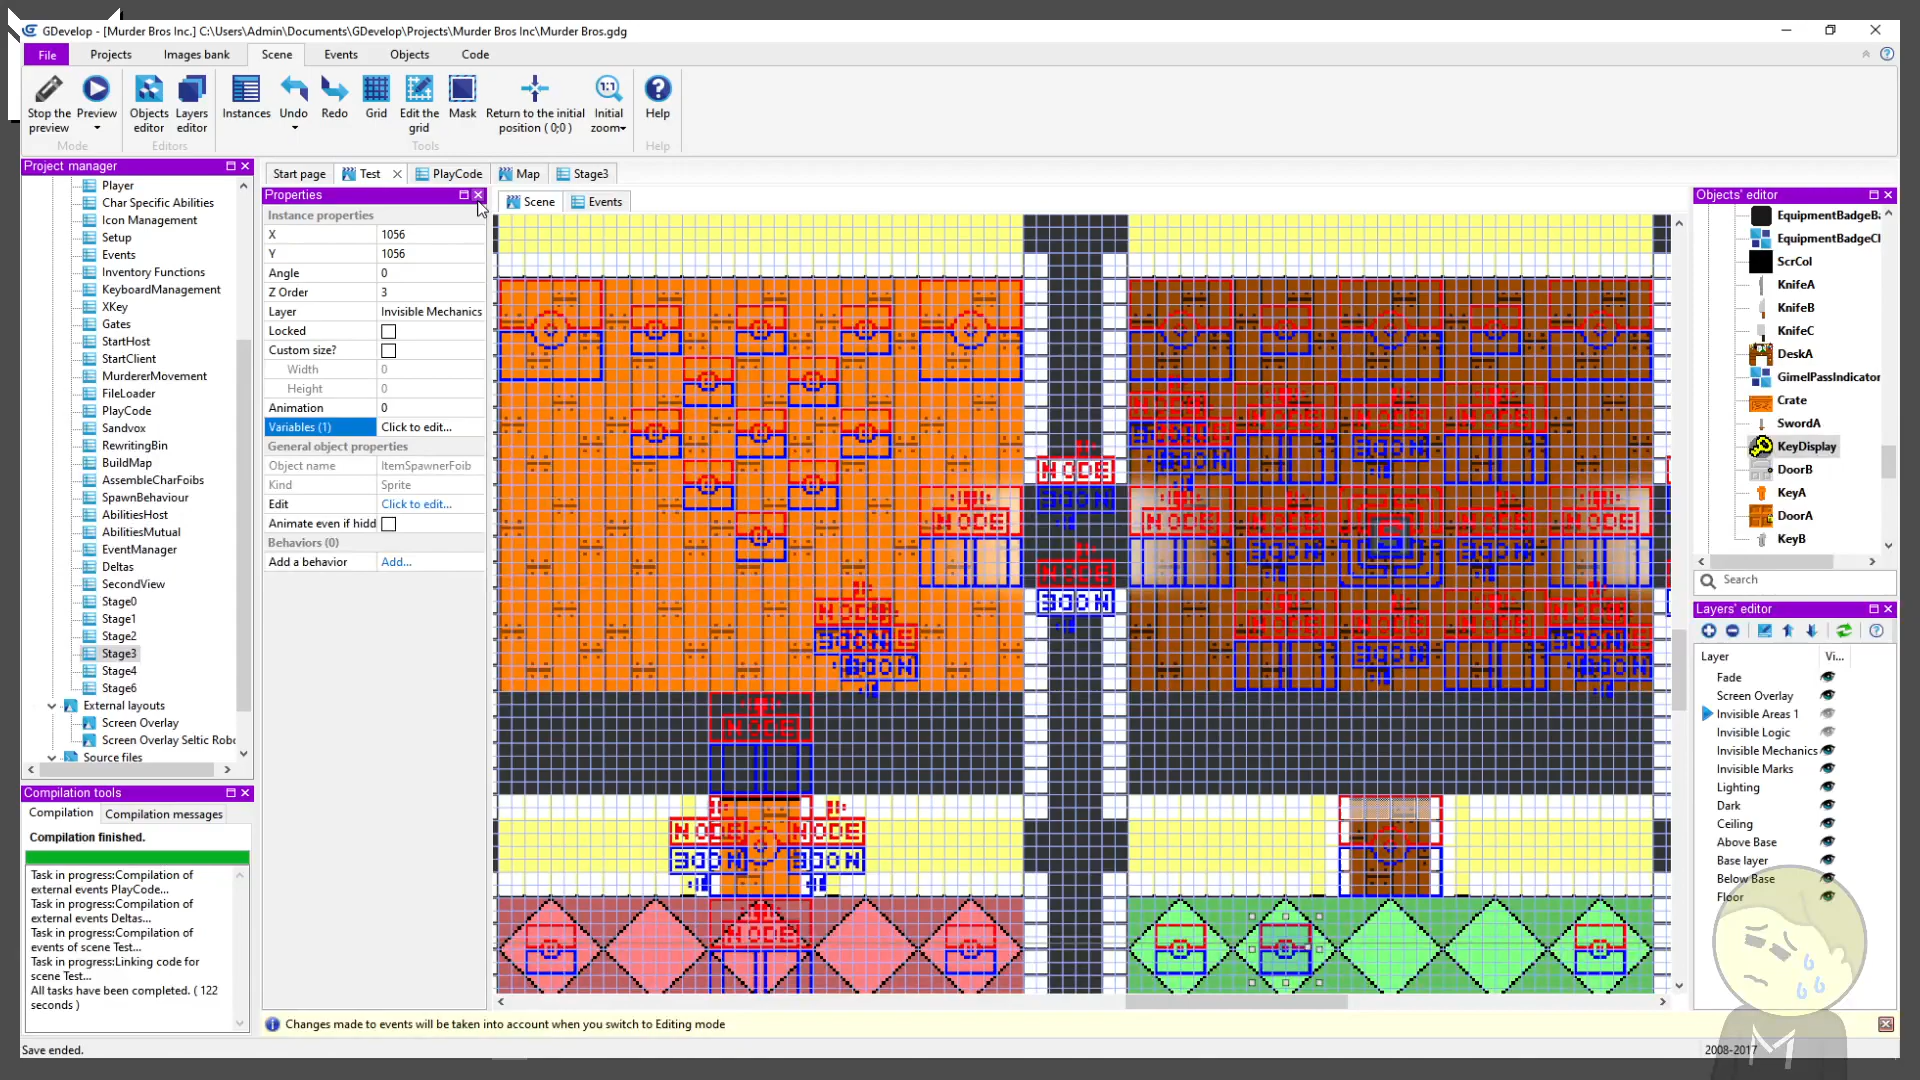 GDevelop - [Murder Bros Inc.] C:\Users\Admin\Documents\GDevelop\Projects\Murder Bros Inc\Murder Bros.gdg
File
Projects
Images bank
Scene
Events
Objects
Code
Stop the preview
Preview
Objects editor
Layers editor
Instances
Undo
Redo
Grid
Edit the grid
Mask
Return to the initial position ( 0;0 )
Initial zoom
Help
Mode
Editors
Tools
Help
Project manager
Player
Char Specific Abilities
Icon Management
Setup
Events
Inventory Functions
KeyboardManagement
XKey
Gates
StartHost
StartClient
MurdererMovement
FileLoader
PlayCode
Sandvox
RewritingBin
BuildMap
AssembleCharFoibs
SpawnBehaviour
AbilitiesHost
AbilitiesMutual
EventManager
Deltas
SecondView
Stage0
Stage1
Stage2
Stage3
Stage4
Stage6
External layouts
Screen Overlay
Screen Overlay Seltic Robo
Source files
Compilation tools
Compilation
Compilation messages
Compilation finished.
Task in progress:Compilation of
external events PlayCode...
Task in progress:Compilation of
external events Deltas...
Task in progress:Compilation of
events of scene Test...
Task in progress:Linking code for
scene Test...
All tasks have been completed. ( 122
seconds )
Save ended.
Start page
Test
PlayCode
Map
Stage3
Properties
Instance properties
X 1056
Y 1056
Angle 0
Z Order 3
Layer Invisible Mechanics
Locked
Custom size?
Width 0
Height 0
Animation 0
Variables (1) Click to edit...
General object properties
Object name ItemSpawnerFoib
Kind Sprite
Edit Click to edit...
Animate even if hidd
Behaviors (0)
Add a behavior Add...
Scene
Events
NODE
NODE
NODE
NODE
NODE
NODE
NODE
NODE
Changes made to events will be taken into account when you switch to Editing mode
Objects' editor
EquipmentBadgeBa
EquipmentBadgeCl
ScrCol
KnifeA
KnifeB
KnifeC
DeskA
GimelPassIndicator
Crate
SwordA
KeyDisplay
DoorB
KeyA
DoorA
KeyB
Search
Layers' editor
Layer Vi...
Fade
Screen Overlay
Invisible Areas 1
Invisible Logic
Invisible Mechanics
Invisible Marks
Lighting
Dark
Ceiling
Above Base
Base layer
Below Base
Floor
2008-2017